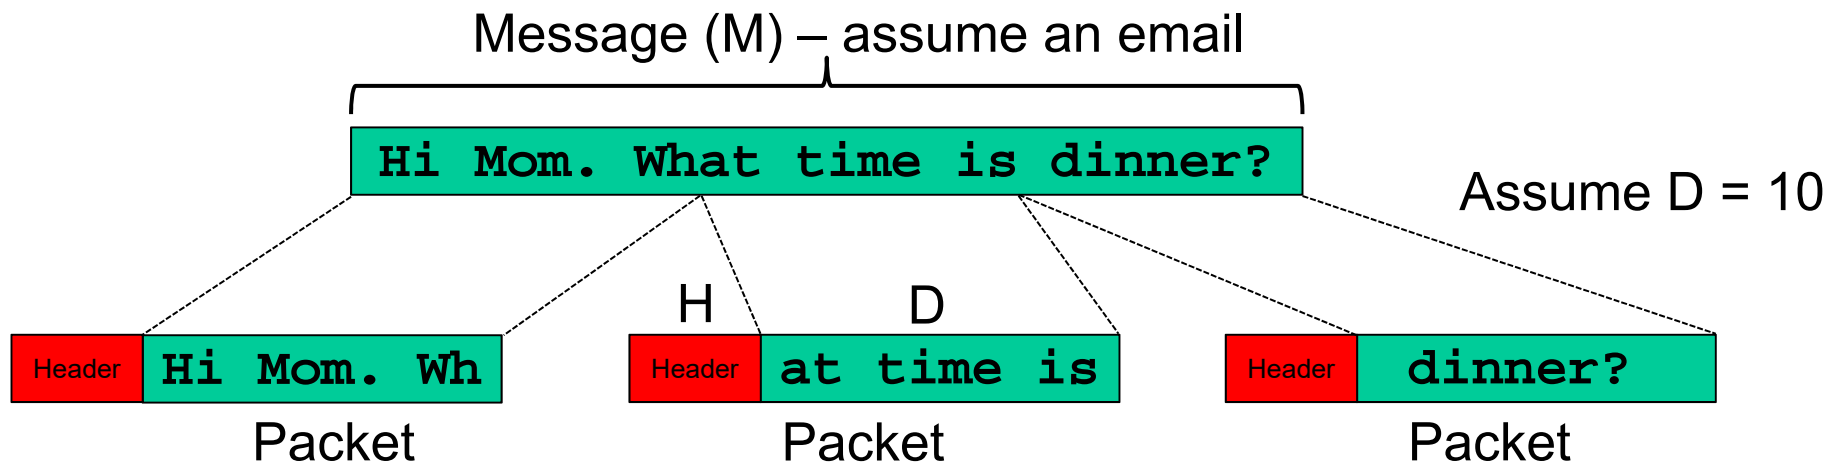 Message (M) – assume an email
Hi Mom. What time is dinner?
Assume D = 10
H D
Header Hi Mom. Wh Header at time is Header dinner?
Packet Packet Packet